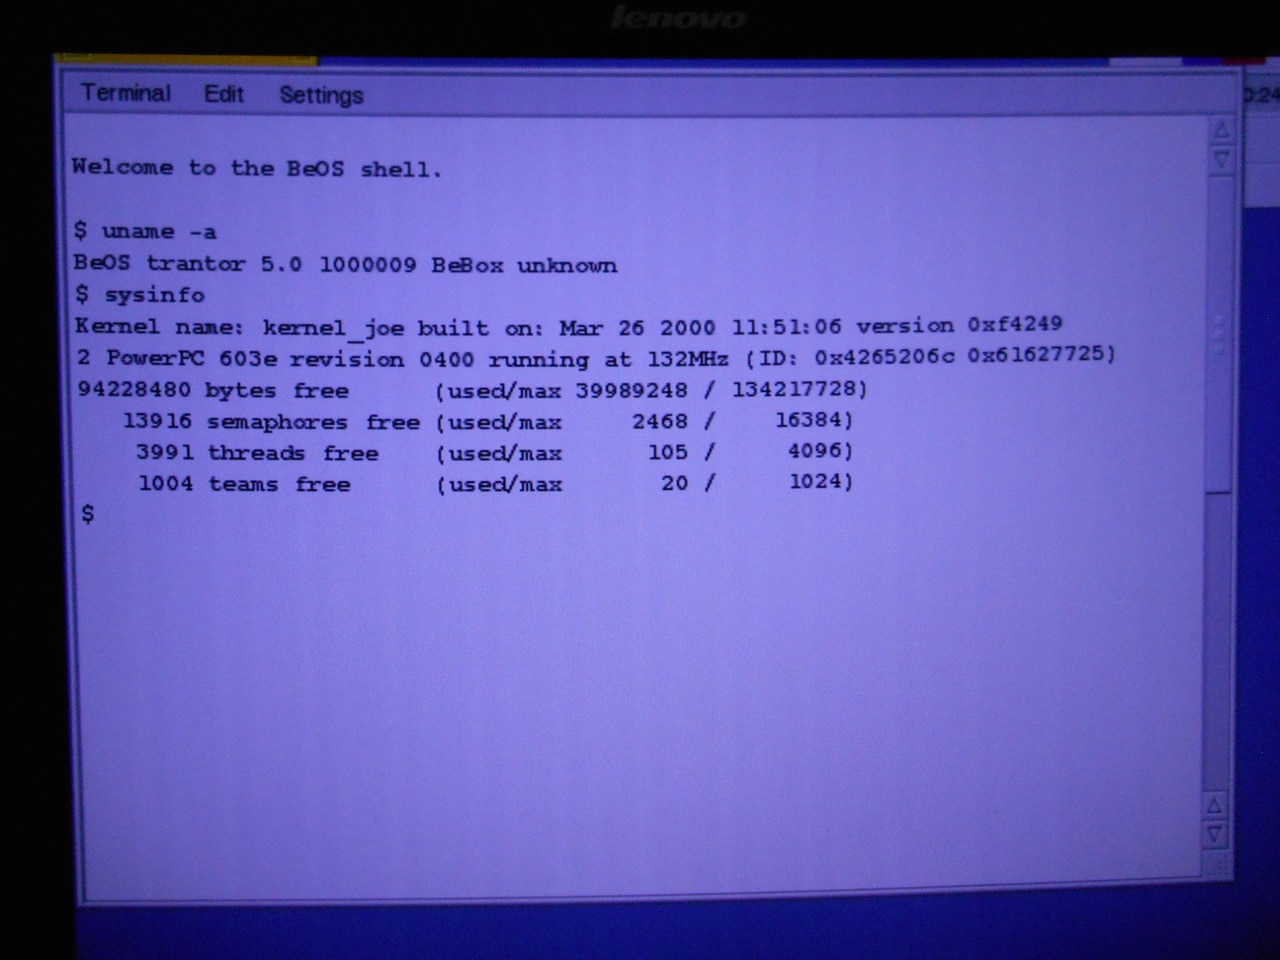 lenovo
Terminal Edit Settings
0:24
Welcome to the BeOS shell.
$ uname -a
BeOS trantor 5.0 1000009 BeBox unknown
$ sysinfo
Kernel name: kernel_joe built on: Mar 26 2000 11:51:06 version 0xf4249
2 PowerPC 603e revision 0400 running at 132MHz (ID: 0x4265206c 0x61627725)
94228480 bytes free (used/max 39989248 / 134217728)
13916 semaphores free (used/max 2468 / 16384)
3991 threads free (used/max 105 / 4096)
1004 teams free (used/max 20 / 1024)
$